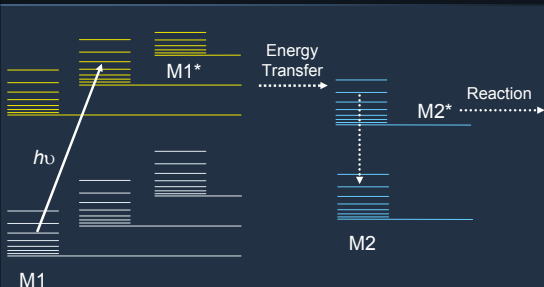 Energy
Transfer
M1*
Reaction
M2*
hυ
M2
M1